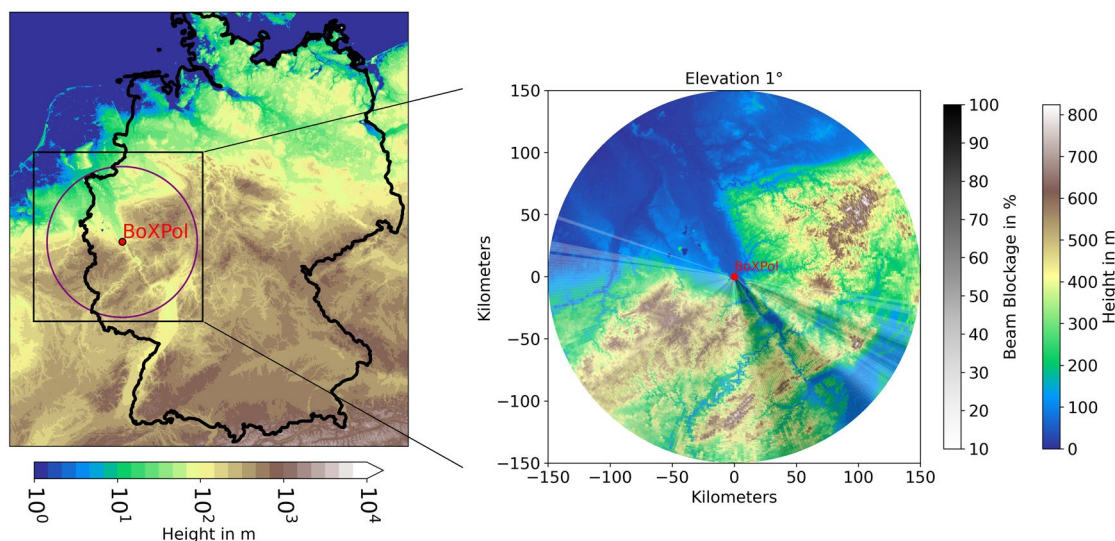 BoXPol
10⁰ 10¹ 10² 10³ 10⁴
Height in m
Elevation 1°
150
100
50
0
−50
−100
−150
Kilometers
BoXPol
−150 −100 −50 0 50 100 150
Kilometers
100
90
80
70
60
50
40
30
20
10
Beam Blockage in %
800
700
600
500
400
300
200
100
0
Height in m